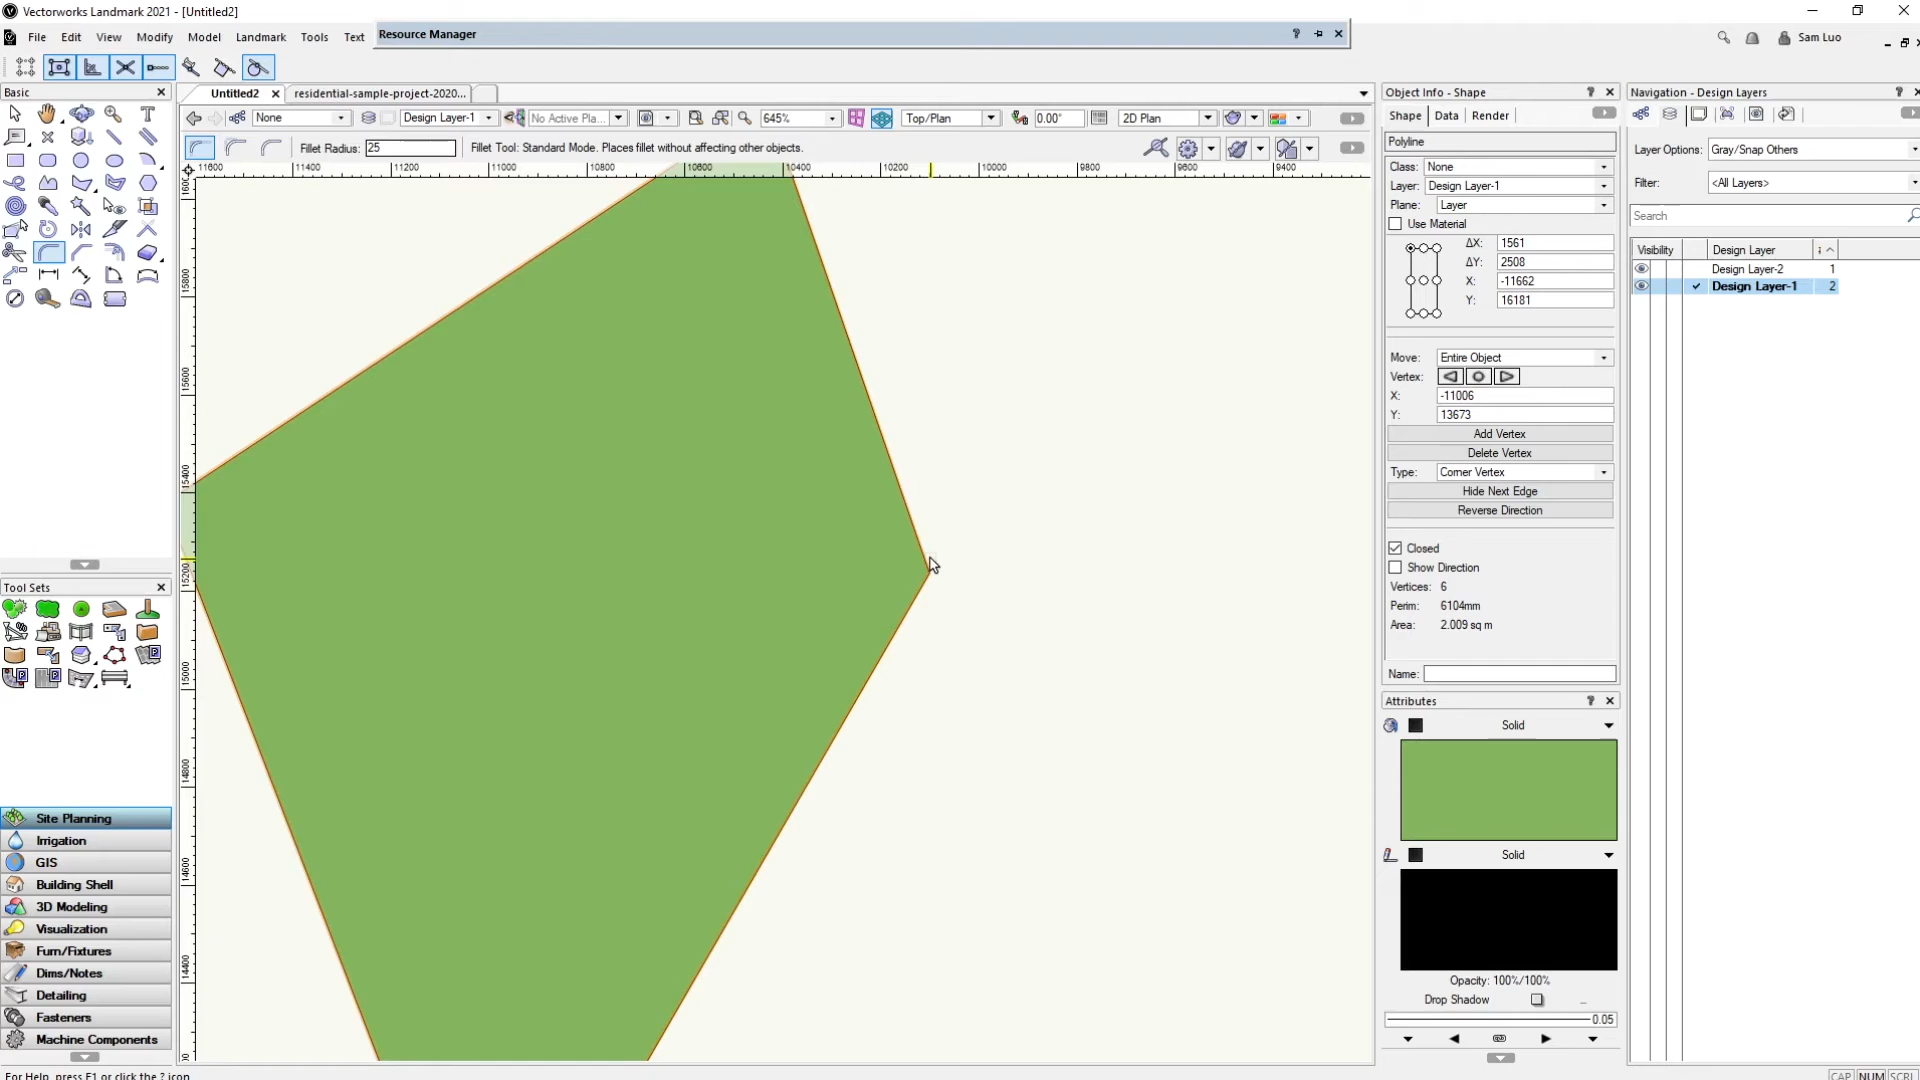 Vectorworks Landmark 2021 - [Untitled2]
File Edit View Modify Model Landmark Tools Text
Resource Manager
Sam Luo
Basic
Untitled2
residential-sample-project-2020...
None
Design Layer-1
No Active Pla...
645%
Top/Plan
0.00°
2D Plan
Fillet Radius: 25
Fillet Tool: Standard Mode. Places fillet without affecting other objects.
11600 11400 11200 11000 10800 10600 10400 10200 10000 9800 9600 9400
15800
15600
15400
15200
15000
14800
14600
14400
Tool Sets
Site Planning
Irrigation
GIS
Building Shell
3D Modeling
Visualization
Furn/Fixtures
Dims/Notes
Detailing
Fasteners
Machine Components
For Help, press F1 or click the ? icon
Object Info - Shape
Shape Data Render
Polyline
Class: None
Layer: Design Layer-1
Plane: Layer
Use Material
ΔX: 1561
ΔY: 2508
X: -11662
Y: 16181
Move: Entire Object
Vertex:
X: -11006
Y: 13673
Add Vertex
Delete Vertex
Type: Corner Vertex
Hide Next Edge
Reverse Direction
Closed
Show Direction
Vertices: 6
Perim: 6104mm
Area: 2.009 sq m
Name:
Attributes
Solid
Solid
Opacity: 100%/100%
Drop Shadow
0.05
Navigation - Design Layers
Layer Options: Gray/Snap Others
Filter: <All Layers>
Search
Visibility Design Layer
Design Layer-2 1
Design Layer-1 2
CAP NUM SCRL